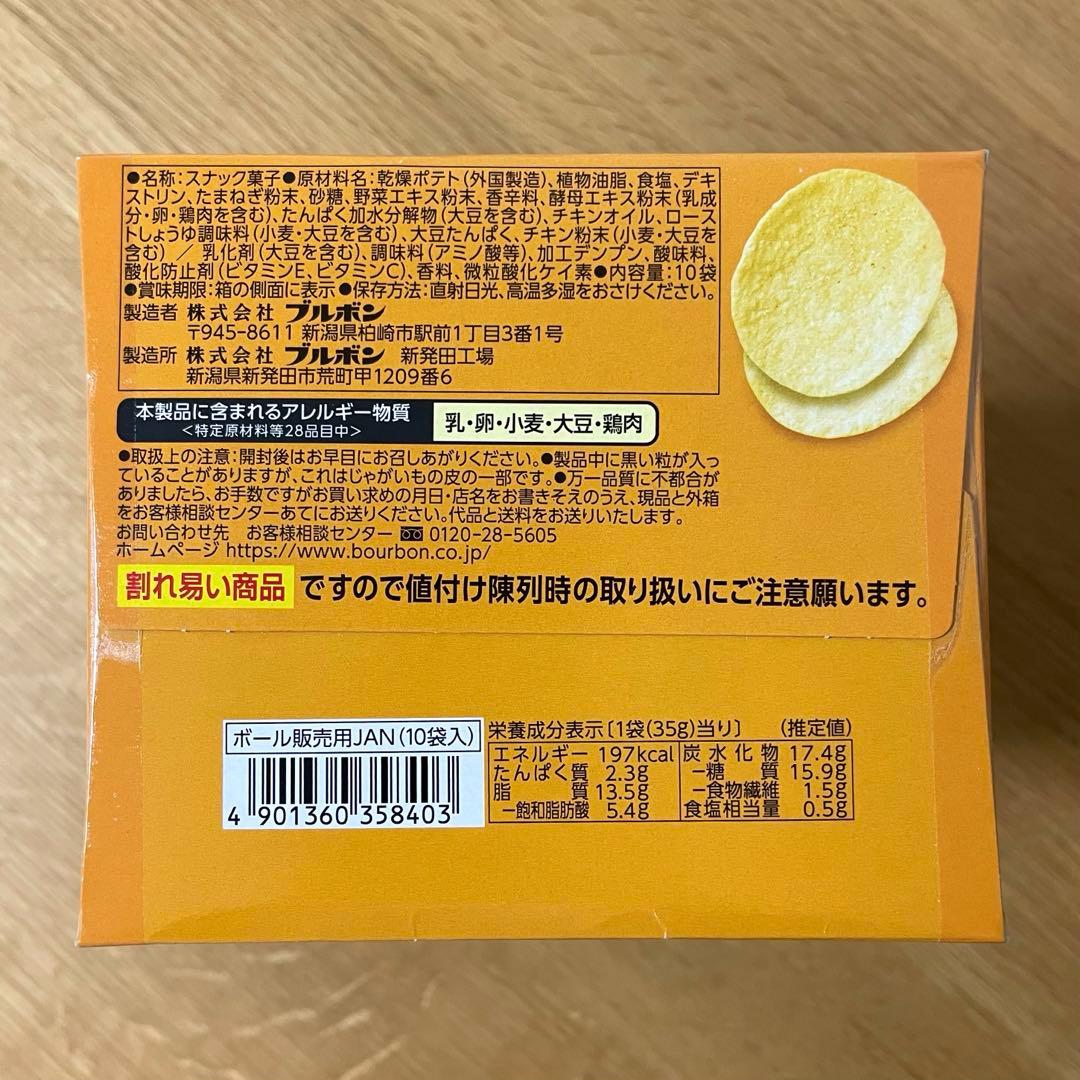 ●名称:スナック菓子●原材料名:乾燥ポテト(外国製造)、植物油脂、食塩、デキ
ストリン、たまねぎ粉末、砂糖、野菜エキス粉末、香辛料、酵母エキス粉末(乳成
分・卵・鶏肉を含む)、たんぱく加水分解物(大豆を含む)、チキンオイル、ロース
トしょうゆ調味料(小麦・大豆を含む)、大豆たんぱく、チキン粉末(小麦・大豆を
含む) / 乳化剤(大豆を含む)、調味料(アミノ酸等)、加工デンプン、酸味料、
酸化防止剤(ビタミンE、ビタミンC)、香料、微粒酸化ケイ素●内容量:10袋
●賞味期限:箱の側面に表示●保存方法:直射日光、高温多湿をおさけください。
製造者 株式会社 ブルボン
〒945-8611 新潟県柏崎市駅前1丁目3番1号
製造所 株式会社 ブルボン 新発田工場
新潟県新発田市荒町甲1209番6
本製品に含まれるアレルギー物質
<特定原材料等28品目中>
乳・卵・小麦・大豆・鶏肉
●取扱上の注意:開封後はお早目にお召しあがりください。●製品中に黒い粒が入っ
ていることがありますが、これはじゃがいもの皮の一部です。●万一品質に不都合が
ありましたら、お手数ですがお買い求めの月日・店名をお書きそえのうえ、現品と外箱
をお客様相談センターあてにお送りください。代品と送料をお送りいたします。
お問い合わせ先 お客様相談センター 0120-28-5605
ホームページ https://www.bourbon.co.jp/
割れ易い商品 ですので値付け陳列時の取り扱いにご注意願います。
ボール販売用JAN(10袋入)
4 901360 358403
栄養成分表示〔1袋(35g)当り〕 (推定値)
エネルギー 197kcal 炭水化物 17.4g
たんぱく質 2.3g -糖質 15.9g
脂質 13.5g -食物繊維 1.5g
-飽和脂肪酸 5.4g 食塩相当量 0.5g